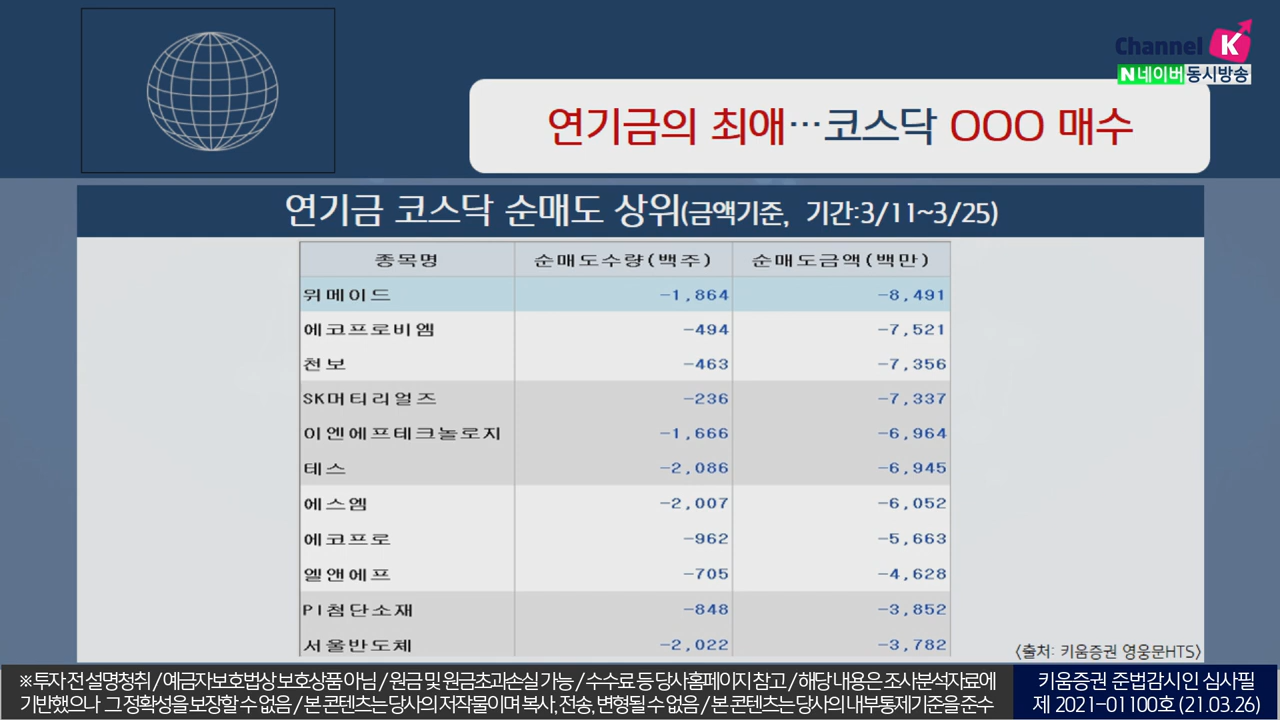 Channel K
N네이버 동시방송
연기금의 최애…코스닥 OOO 매수
연기금 코스닥 순매도 상위(금액기준, 기간:3/11~3/25)
종목명 순매도수량(백주) 순매도금액(백만)
위메이드 -1,864 -8,491
에코프로비엠 -494 -7,521
천보 -463 -7,356
SK머티리얼즈 -236 -7,337
이엔에프테크놀로지 -1,666 -6,964
테스 -2,086 -6,945
에스엠 -2,007 -6,052
에코프로 -962 -5,663
엘앤에프 -705 -4,628
PI첨단소재 -848 -3,852
서울반도체 -2,022 -3,782
〈출처: 키움증권 영웅문HTS〉
※ 투자 전 설명청취 / 예금자보호법상 보호상품 아님 / 원금 및 원금초과손실 가능 / 수수료 등 당사홈페이지 참고 / 해당 내용은 조사분석자료에
기반했으나 그 정확성을 보장할 수 없음 / 본 콘텐츠는 당사의 저작물이며 복사, 전송, 변형될 수 없음 / 본 콘텐츠는 당사의 내부통제기준을 준수
키움증권 준법감시인 심사필
제 2021-01100호 (21.03.26)